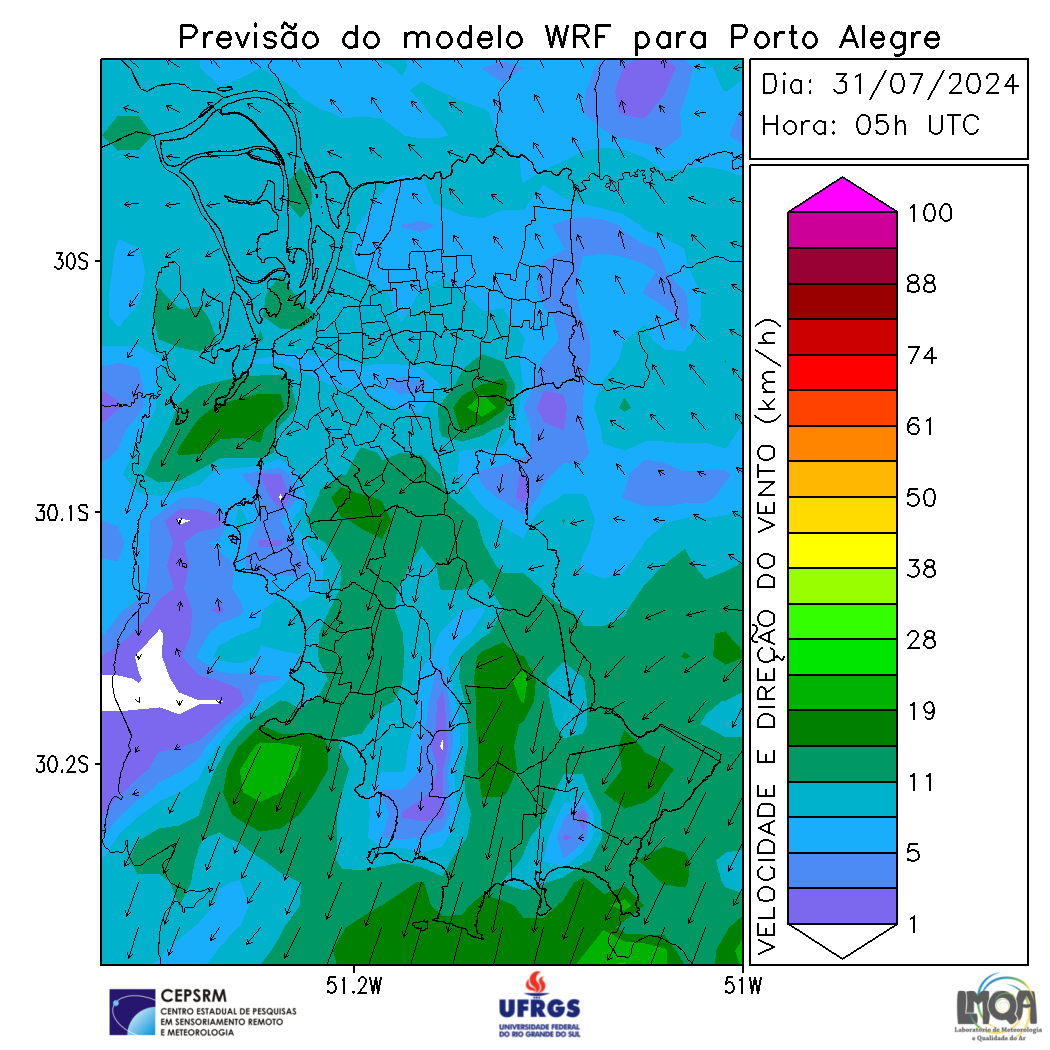 Previsão do modelo WRF para Porto Alegre
Dia: 31/07/2024
Hora: 05h UTC
30S
30.1S
30.2S
51.2W
51W
VELOCIDADE E DIREÇÃO DO VENTO (km/h)
100
88
74
61
50
38
28
19
11
5
1
CEPSRM
CENTRO ESTADUAL DE PESQUISAS
EM SENSORIAMENTO REMOTO
E METEOROLOGIA
UFRGS
UNIVERSIDADE FEDERAL
DO RIO GRANDE DO SUL
LMQA
Laboratório de Meteorologia
e Qualidade do Ar